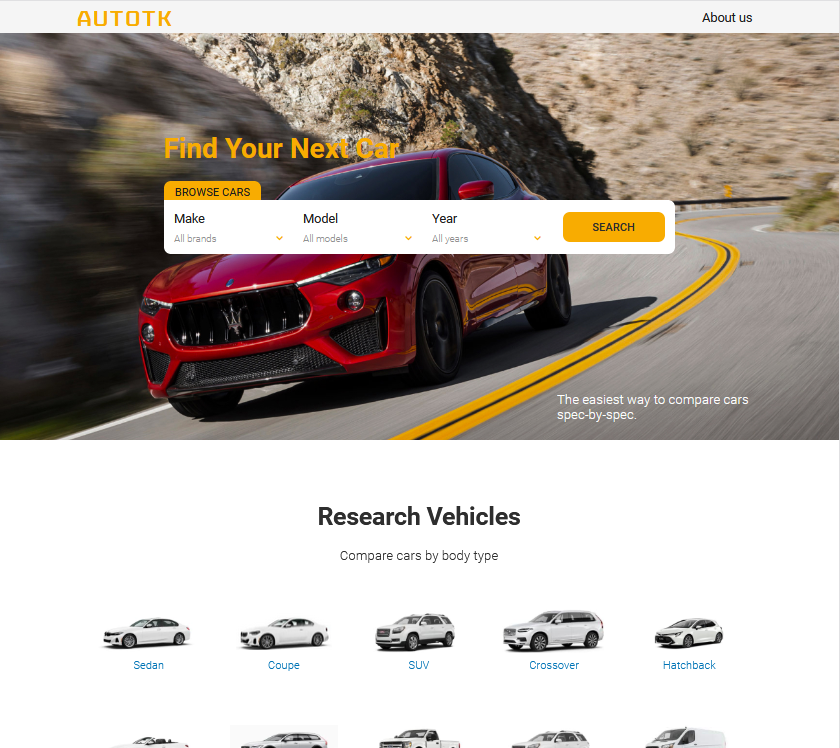 AUTOTK
About us
Find Your Next Car
BROWSE CARS
Make
Model
Year
All brands
All models
All years
SEARCH
The easiest way to compare cars
spec-by-spec.
Research Vehicles
Compare cars by body type
Sedan
Coupe
SUV
Crossover
Hatchback